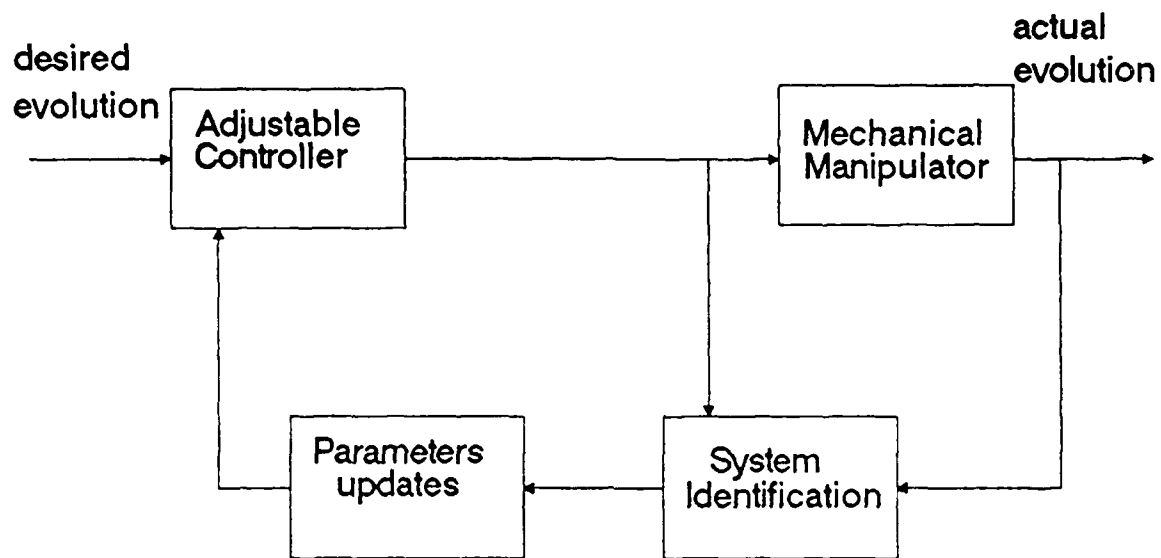 desired
evolution
Adjustable
Controller
Mechanical
Manipulator
actual
evolution
Parameters
updates
System
Identification